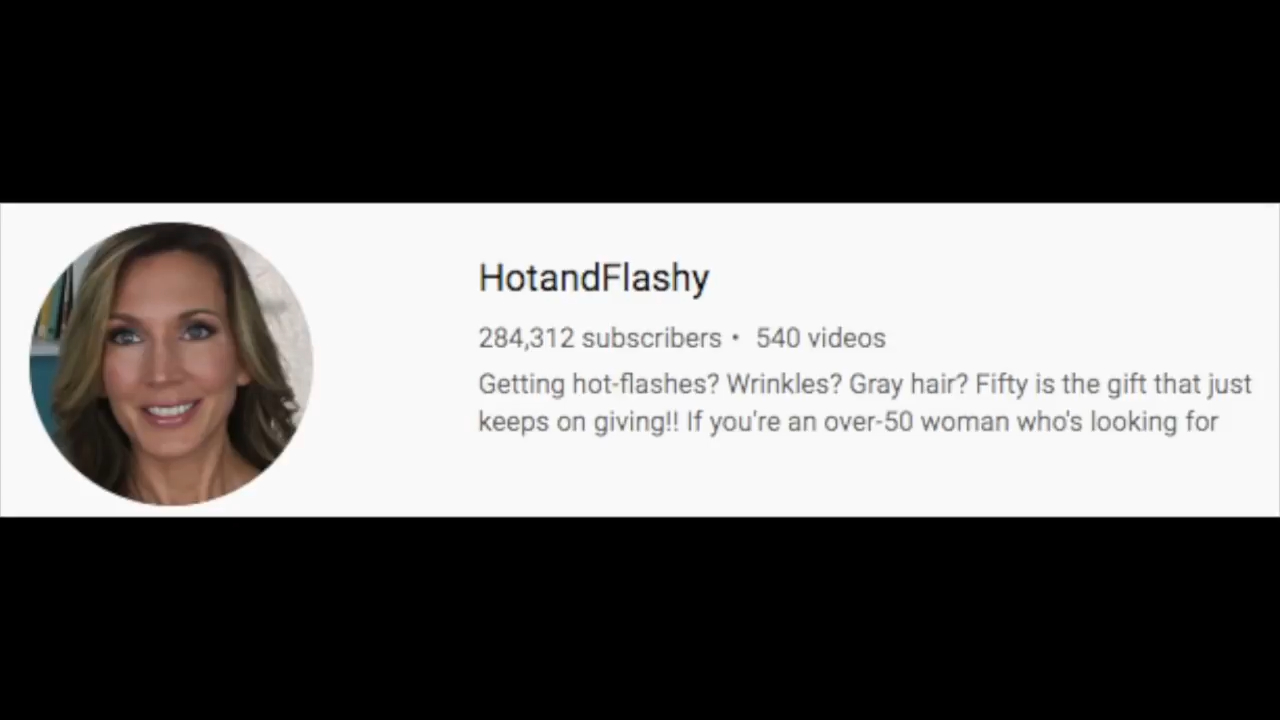 HotandFlashy
284,312 subscribers • 540 videos
Getting hot-flashes? Wrinkles? Gray hair? Fifty is the gift that just
keeps on giving!! If you're an over-50 woman who's looking for